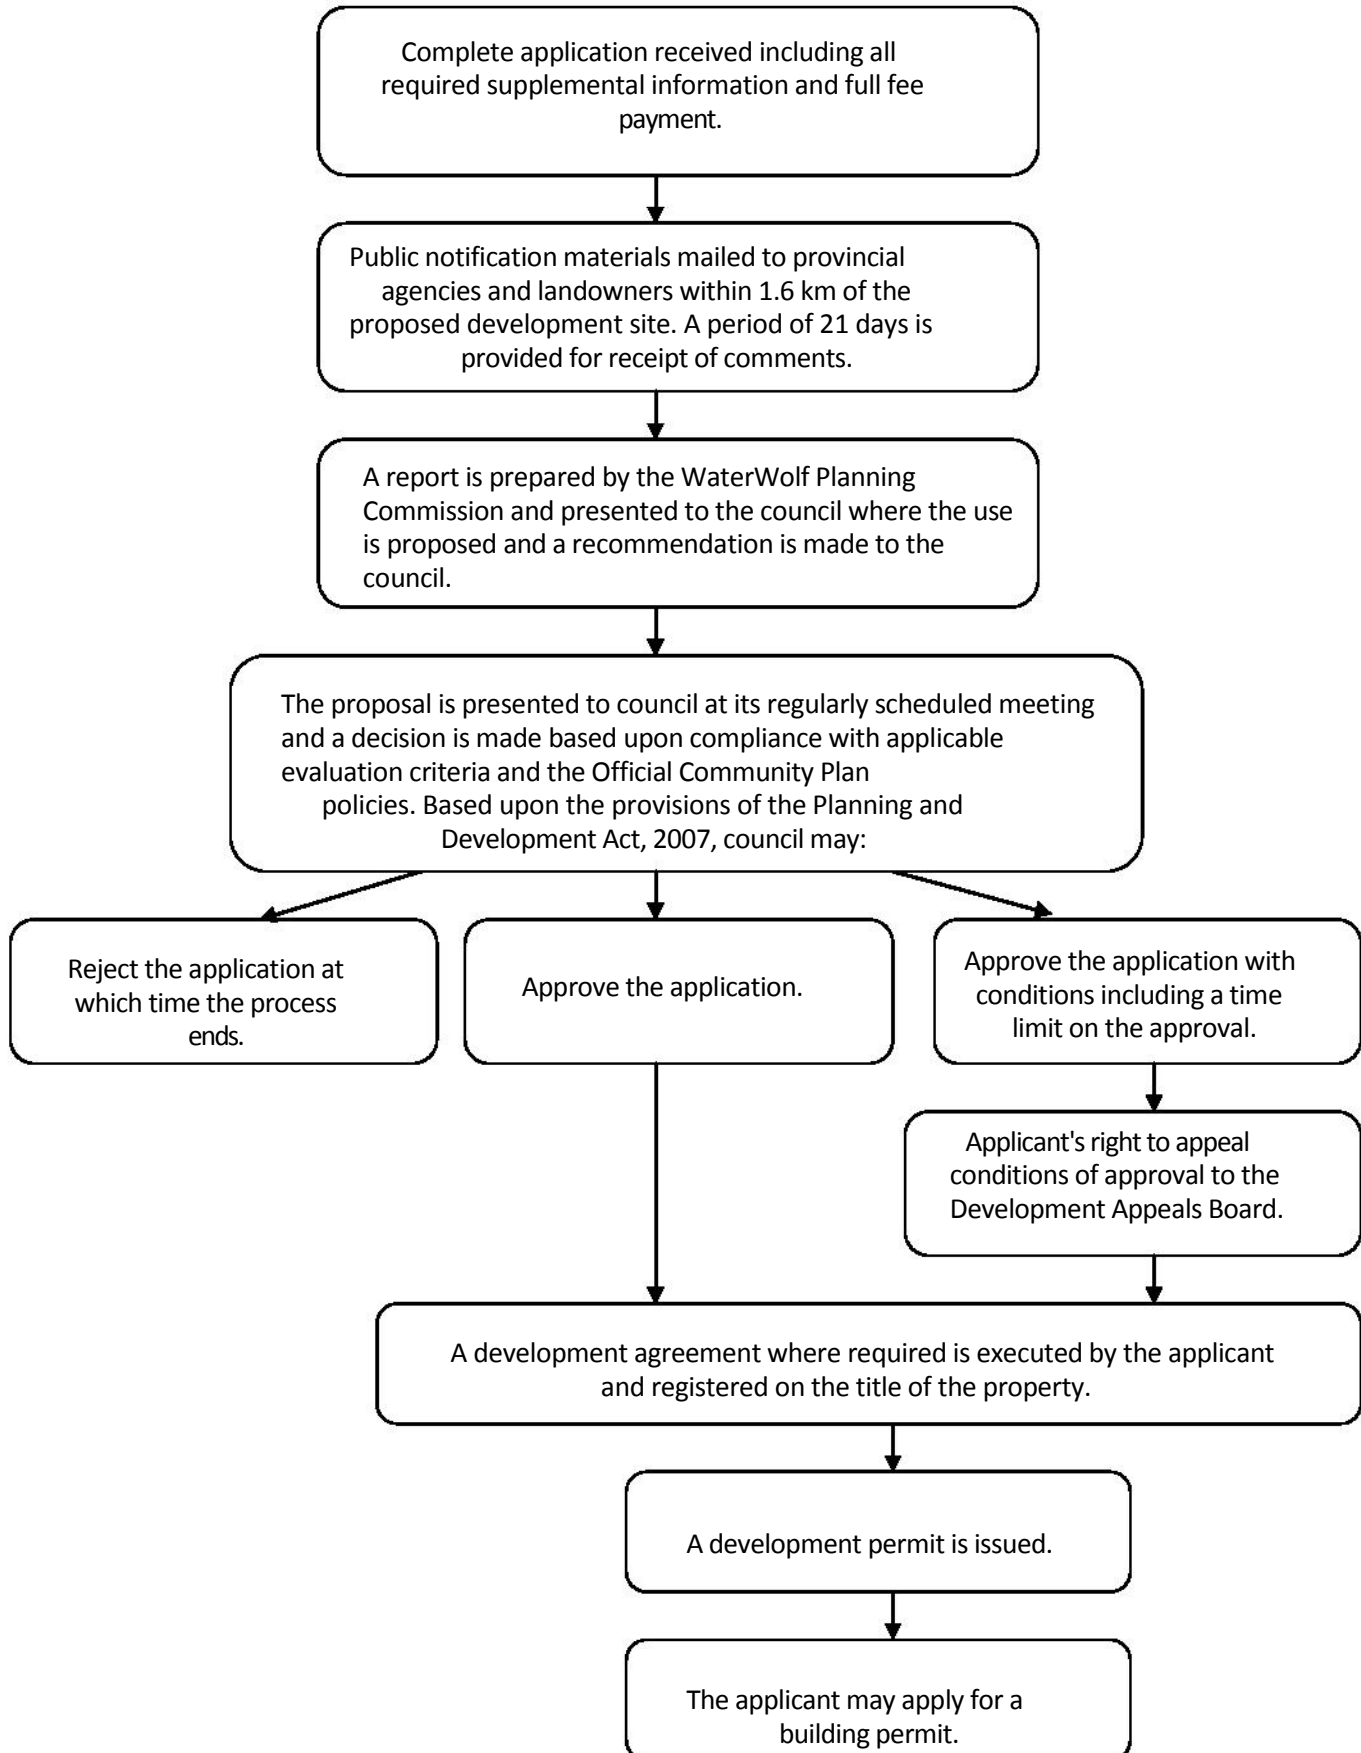 Complete application received including all
required supplemental information and full fee
payment.
Public notification materials mailed to provincial
agencies and landowners within 1.6 km of the
proposed development site. A period of 21 days is
provided for receipt of comments.
A report is prepared by the WaterWolf Planning
Commission and presented to the council where the use
is proposed and a recommendation is made to the
council.
The proposal is presented to council at its regularly scheduled meeting
and a decision is made based upon compliance with applicable
evaluation criteria and the Official Community Plan
policies. Based upon the provisions of the Planning and
Development Act, 2007, council may:
Reject the application at
which time the process
ends.
Approve the application.
Approve the application with
conditions including a time
limit on the approval.
Applicant's right to appeal
conditions of approval to the
Development Appeals Board.
A development agreement where required is executed by the applicant
and registered on the title of the property.
A development permit is issued.
The applicant may apply for a
building permit.